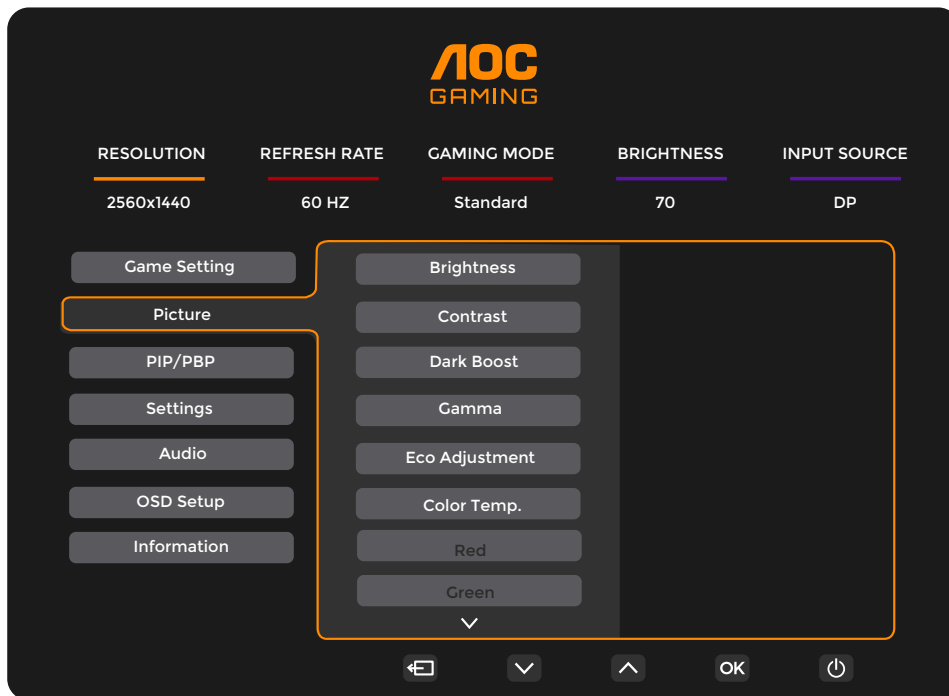 AOC
GAMING
RESOLUTION REFRESH RATE GAMING MODE BRIGHTNESS INPUT SOURCE
2560x1440 60 HZ Standard 70 DP
Game Setting
Picture
PIP/PBP
Settings
Audio
OSD Setup
Information
Brightness
Contrast
Dark Boost
Gamma
Eco Adjustment
Color Temp.
Red
Green
OK